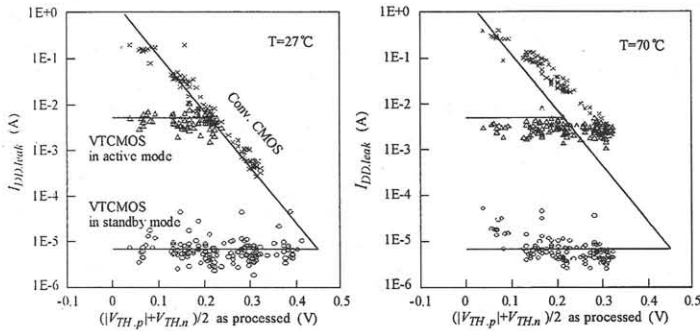 1E+0
1E-1
1E-2
1E-3
1E-4
1E-5
1E-6
I_DD,leak (A)
T=27℃
Conv. CMOS
VTCMOS
in active mode
VTCMOS
in standby mode
-0.1 0 0.1 0.2 0.3 0.4 0.5
(|V_TH,p|+V_TH,n)/2 as processed (V)
1E+0
1E-1
1E-2
1E-3
1E-4
1E-5
1E-6
T=70℃
-0.1 0 0.1 0.2 0.3 0.4 0.5
(|V_TH,p|+V_TH,n)/2 as processed (V)